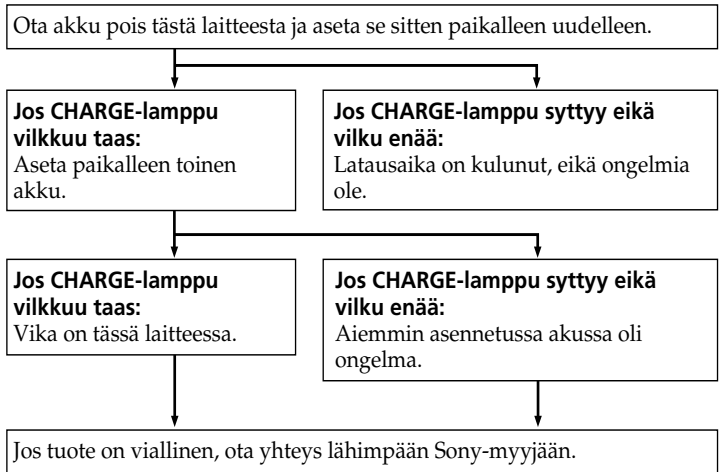 Ota akku pois tästä laitteesta ja aseta se sitten paikalleen uudelleen.
Jos CHARGE-lamppu
vilkkuu taas:
Aseta paikalleen toinen
akku.
Jos CHARGE-lamppu syttyy eikä
vilku enää:
Latausaika on kulunut, eikä ongelmia
ole.
Jos CHARGE-lamppu
vilkkuu taas:
Vika on tässä laitteessa.
Jos CHARGE-lamppu syttyy eikä
vilku enää:
Aiemmin asennetussa akussa oli
ongelma.
Jos tuote on viallinen, ota yhteys lähimpään Sony-myyjään.